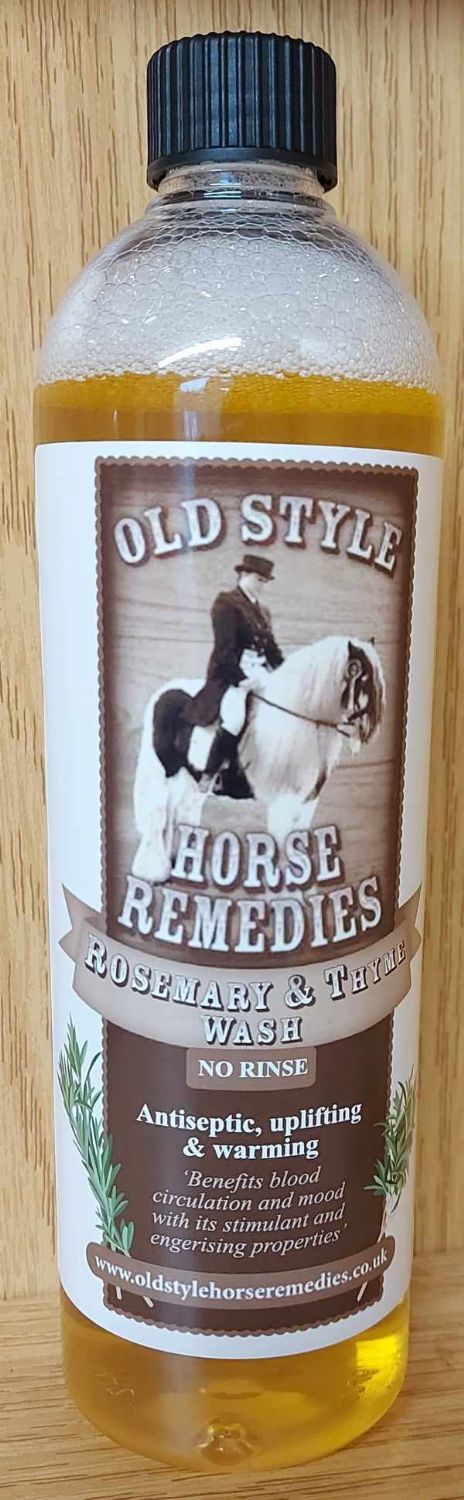 OLD STYLE
HORSE
REMEDIES
ROSEMARY & THYME
WASH
NO RINSE
Antiseptic, uplifting
& warming
‘Benefits blood
circulation and mood
with its stimulant and
engerising properties’
www.oldstylehorseremedies.co.uk